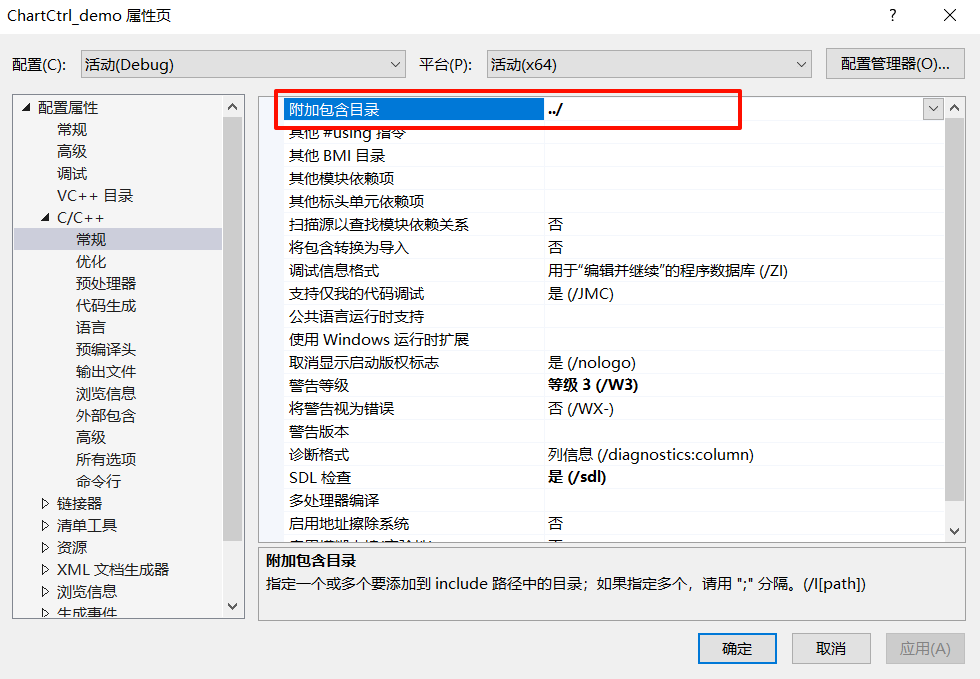 ChartCtrl_demo 属性页
?
配置(C):
活动(Debug)
平台(P):
活动(x64)
配置管理器(O)...
配置属性
常规
高级
调试
VC++ 目录
C/C++
常规
优化
预处理器
代码生成
语言
预编译头
输出文件
浏览信息
外部包含
高级
所有选项
命令行
链接器
清单工具
资源
XML 文档生成器
浏览信息
生成事件
附加包含目录 ../
其他 #using 指令
其他 BMI 目录
其他模块依赖项
其他标头单元依赖项
扫描源以查找模块依赖关系 否
将包含转换为导入 否
调试信息格式 用于“编辑并继续”的程序数据库 (/ZI)
支持仅我的代码调试 是 (/JMC)
公共语言运行时支持
使用 Windows 运行时扩展
取消显示启动版权标志 是 (/nologo)
警告等级 等级 3 (/W3)
将警告视为错误 否 (/WX-)
警告版本
诊断格式 列信息 (/diagnostics:column)
SDL 检查 是 (/sdl)
多处理器编译
启用地址擦除系统 否
附加包含目录
指定一个或多个要添加到 include 路径中的目录；如果指定多个，请用 ";" 分隔。(/I[path])
确定
取消
应用(A)